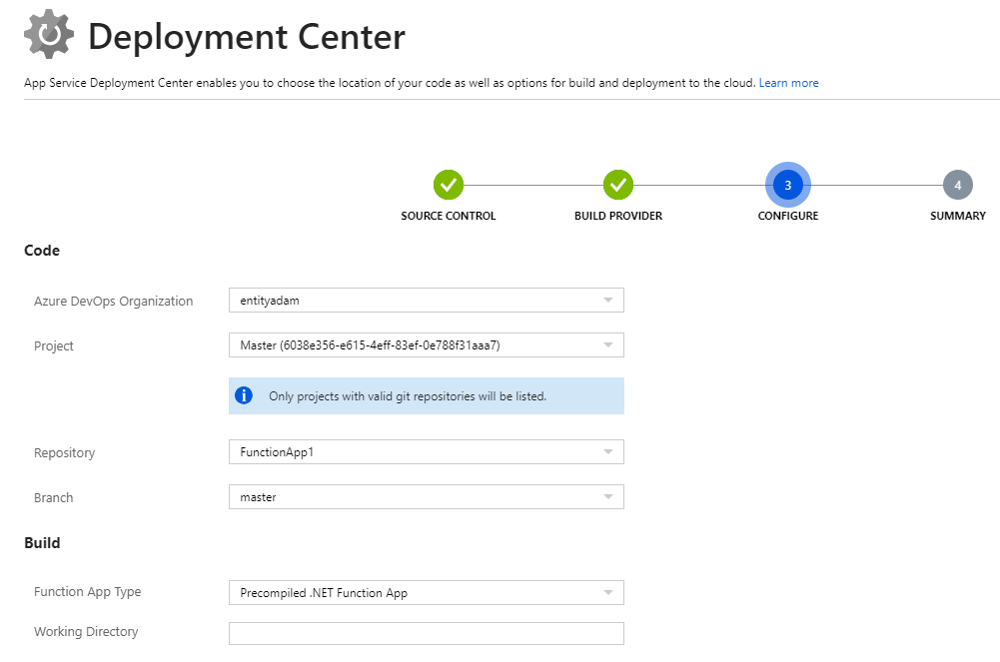 Deployment Center
App Service Deployment Center enables you to choose the location of your code as well as options for build and deployment to the cloud. Learn more
3
4
SOURCE CONTROL
BUILD PROVIDER
CONFIGURE
SUMMARY
Code
Azure DevOps Organization
entityadam
Project
Master (6038e356-e615-4eff-83ef-0e788f31aaa7)
Only projects with valid git repositories will be listed.
Repository
FunctionApp1
Branch
master
Build
Function App Type
Precompiled .NET Function App
Working Directory